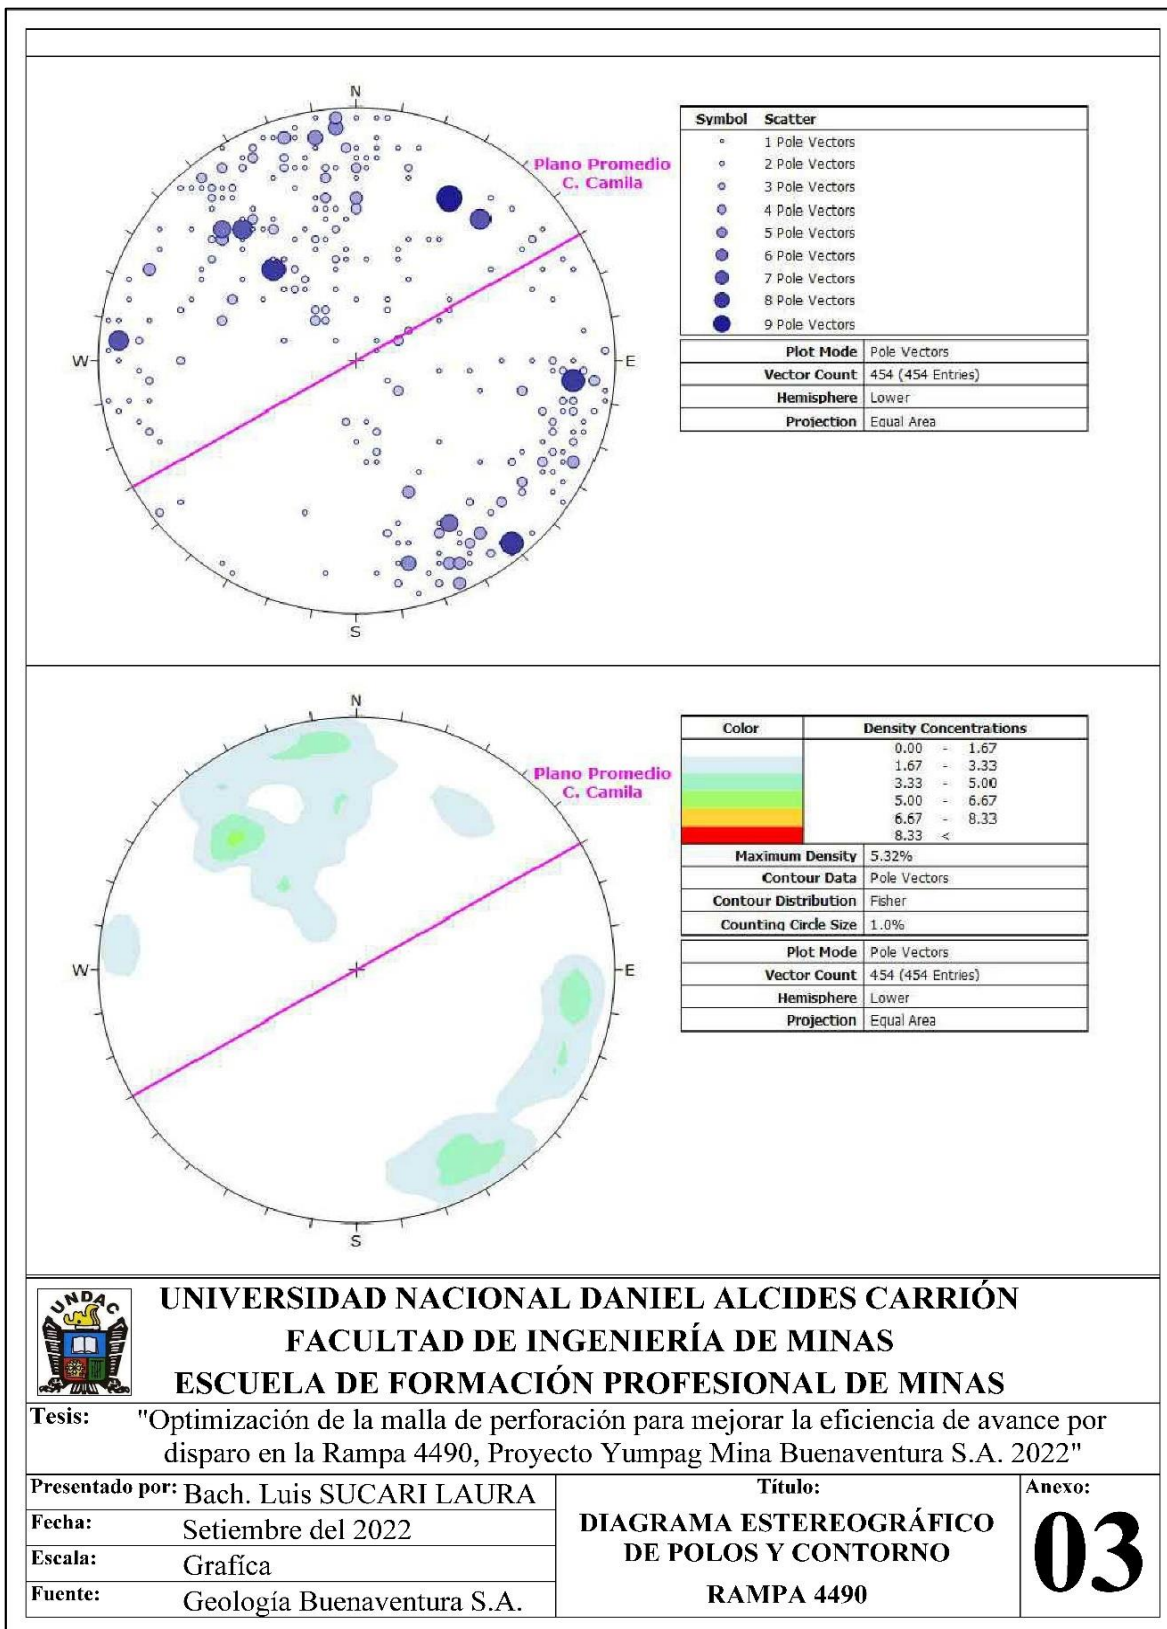 N
Plano Promedio
C. Camila
W
E
S
Symbol Scatter
1 Pole Vectors
2 Pole Vectors
3 Pole Vectors
4 Pole Vectors
5 Pole Vectors
6 Pole Vectors
7 Pole Vectors
8 Pole Vectors
9 Pole Vectors
Plot Mode Pole Vectors
Vector Count 454 (454 Entries)
Hemisphere Lower
Projection Equal Area
N
Plano Promedio
C. Camila
W
E
S
Color Density Concentrations
0.00 - 1.67
1.67 - 3.33
3.33 - 5.00
5.00 - 6.67
6.67 - 8.33
8.33 <
Maximum Density 5.32%
Contour Data Pole Vectors
Contour Distribution Fisher
Counting Circle Size 1.0%
Plot Mode Pole Vectors
Vector Count 454 (454 Entries)
Hemisphere Lower
Projection Equal Area
UNDAC
UNIVERSIDAD NACIONAL DANIEL ALCIDES CARRIÓN
FACULTAD DE INGENIERÍA DE MINAS
ESCUELA DE FORMACIÓN PROFESIONAL DE MINAS
Tesis: "Optimización de la malla de perforación para mejorar la eficiencia de avance por
disparo en la Rampa 4490, Proyecto Yumpag Mina Buenaventura S.A. 2022"
Presentado por: Bach. Luis SUCARI LAURA
Fecha: Setiembre del 2022
Escala: Grafíca
Fuente: Geología Buenaventura S.A.
Título:
DIAGRAMA ESTEREOGRÁFICO
DE POLOS Y CONTORNO
RAMPA 4490
Anexo:
03